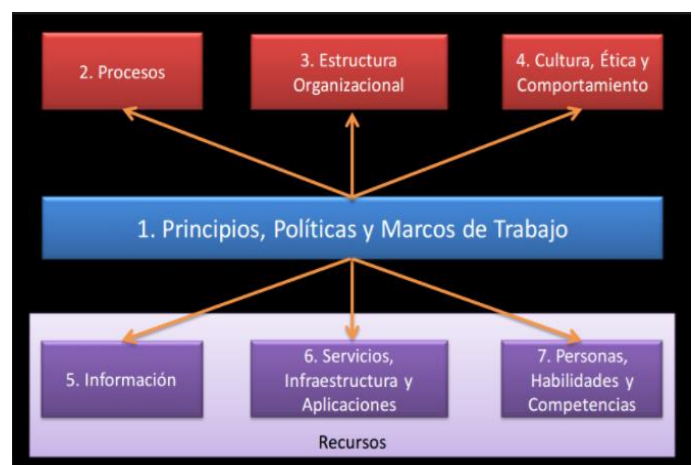 2. Procesos
3. Estructura
Organizacional
4. Cultura, Ética y
Comportamiento
1. Principios, Políticas y Marcos de Trabajo
5. Información
6. Servicios,
Infraestructura y
Aplicaciones
7. Personas,
Habilidades y
Competencias
Recursos